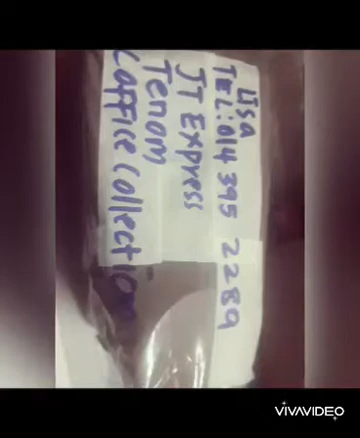 Lisa
TEL: 014 395 2289
JT EXPRESS
Tenom
(OFFICE COllECTION
VIVAVIDEO